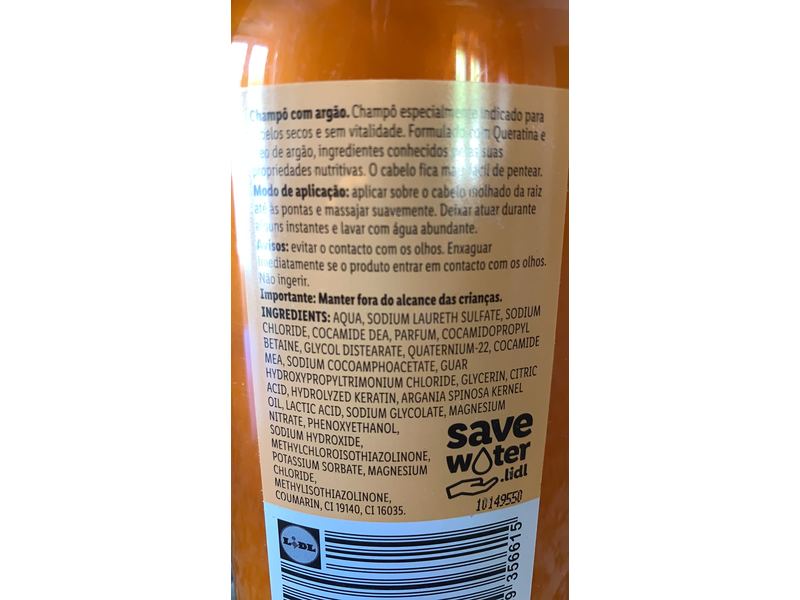 Champô com argão. Champô especialmente indicado para
cabelos secos e sem vitalidade. Formulado com Queratina e
óleo de argão, ingredientes conhecidos pelas suas
propriedades nutritivas. O cabelo fica mais fácil de pentear.
Modo de aplicação: aplicar sobre o cabelo molhado da raiz
até às pontas e massajar suavemente. Deixar atuar durante
alguns instantes e lavar com água abundante.
Avisos: evitar o contacto com os olhos. Enxaguar
imediatamente se o produto entrar em contacto com os olhos.
Não ingerir.
Importante: Manter fora do alcance das crianças.
INGREDIENTS: AQUA, SODIUM LAURETH SULFATE, SODIUM
CHLORIDE, COCAMIDE DEA, PARFUM, COCAMIDOPROPYL
BETAINE, GLYCOL DISTEARATE, QUATERNIUM-22, COCAMIDE
MEA, SODIUM COCOAMPHOACETATE, GUAR
HYDROXYPROPYLTRIMONIUM CHLORIDE, GLYCERIN, CITRIC
ACID, HYDROLYZED KERATIN, ARGANIA SPINOSA KERNEL
OIL, LACTIC ACID, SODIUM GLYCOLATE, MAGNESIUM
NITRATE, PHENOXYETHANOL,
SODIUM HYDROXIDE,
METHYLCHLOROISOTHIAZOLINONE,
POTASSIUM SORBATE, MAGNESIUM
CHLORIDE,
METHYLISOTHIAZOLINONE,
COUMARIN, CI 19140, CI 16035.
save
water
.lidl
10149550
LIDL
9 356615